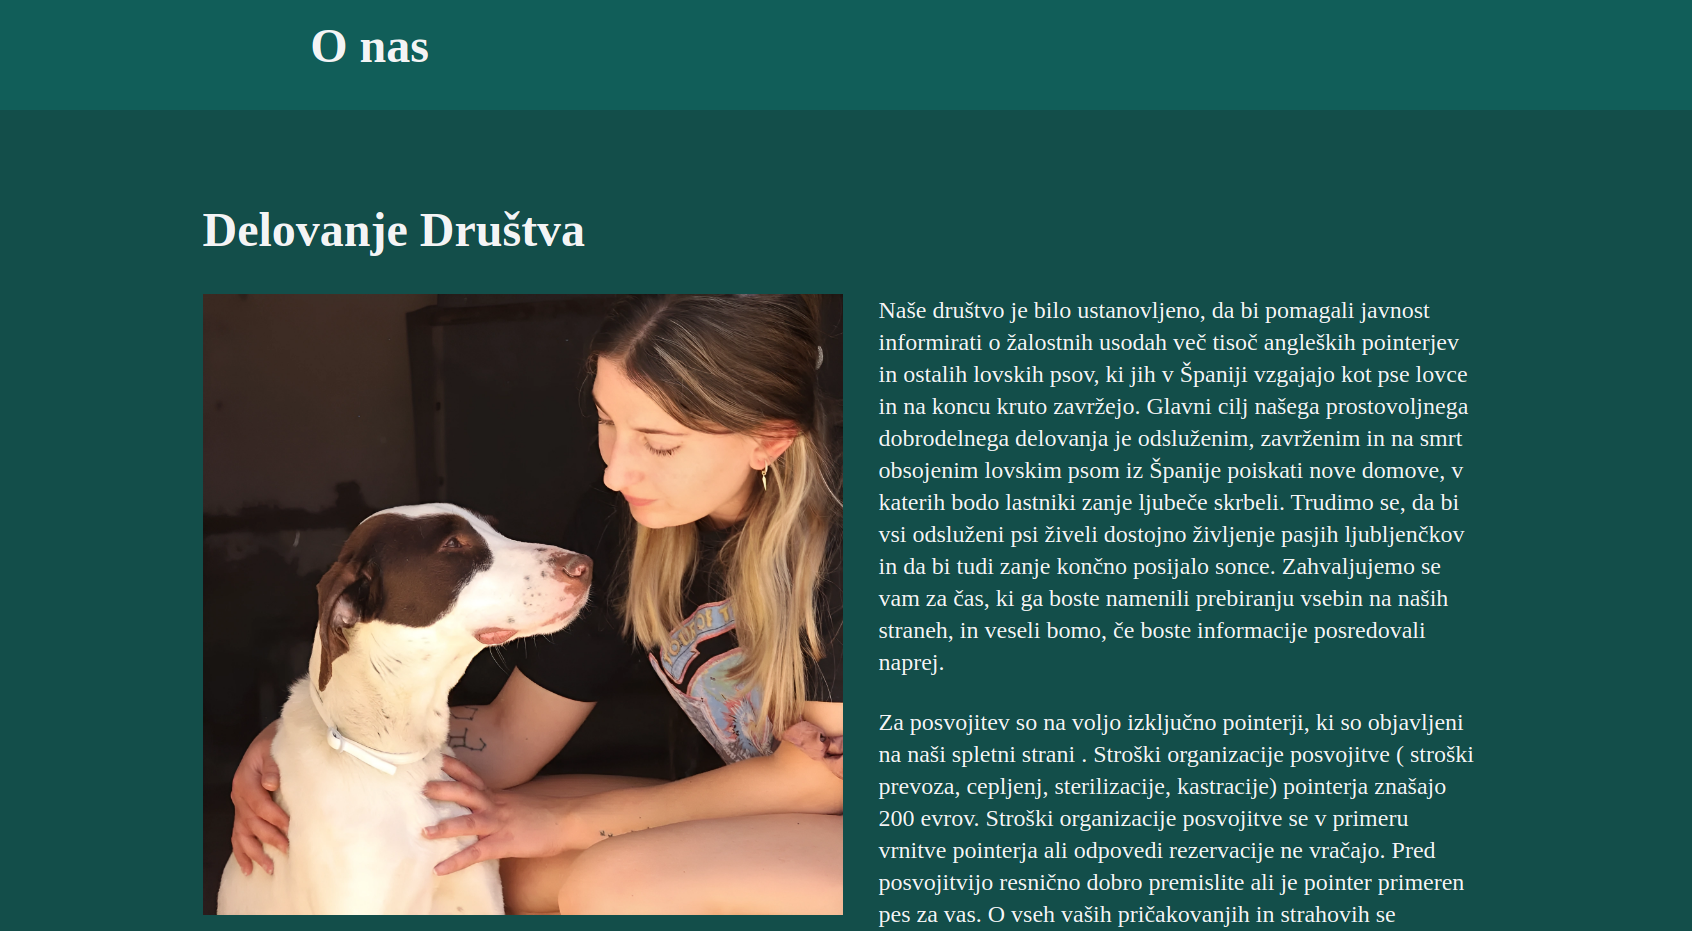 O nas
Delovanje Društva
Naše društvo je bilo ustanovljeno, da bi pomagali javnost
informirati o žalostnih usodah več tisoč angleških pointerjev
in ostalih lovskih psov, ki jih v Španiji vzgajajo kot pse lovce
in na koncu kruto zavržejo. Glavni cilj našega prostovoljnega
dobrodelnega delovanja je odsluženim, zavrženim in na smrt
obsojenim lovskim psom iz Španije poiskati nove domove, v
katerih bodo lastniki zanje ljubeče skrbeli. Trudimo se, da bi
vsi odsluženi psi živeli dostojno življenje pasjih ljubljenčkov
in da bi tudi zanje končno posijalo sonce. Zahvaljujemo se
vam za čas, ki ga boste namenili prebiranju vsebin na naših
straneh, in veseli bomo, če boste informacije posredovali
naprej.
Za posvojitev so na voljo izključno pointerji, ki so objavljeni
na naši spletni strani . Stroški organizacije posvojitve ( stroški
prevoza, cepljenj, sterilizacije, kastracije) pointerja znašajo
200 evrov. Stroški organizacije posvojitve se v primeru
vrnitve pointerja ali odpovedi rezervacije ne vračajo. Pred
posvojitvijo resnično dobro premislite ali je pointer primeren
pes za vas. O vseh vaših pričakovanjih in strahovih se